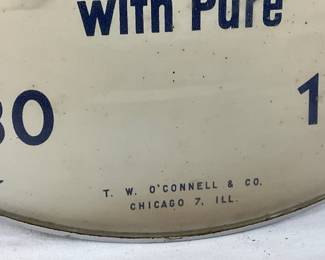 with Pure
30 1
T. W. O'CONNELL & CO.
CHICAGO 7, ILL.